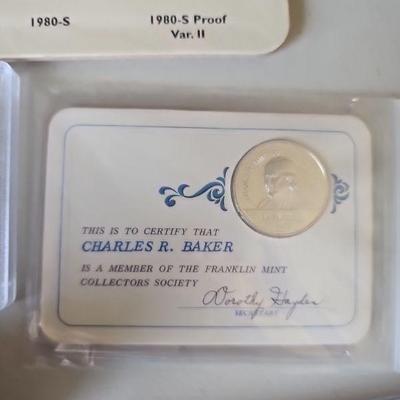 1980-S
1980-S Proof
Var. II
THIS IS TO CERTIFY THAT
CHARLES R. BAKER
IS A MEMBER OF THE FRANKLIN MINT
COLLECTORS SOCIETY
Dorothy Hayden
SECRETARY